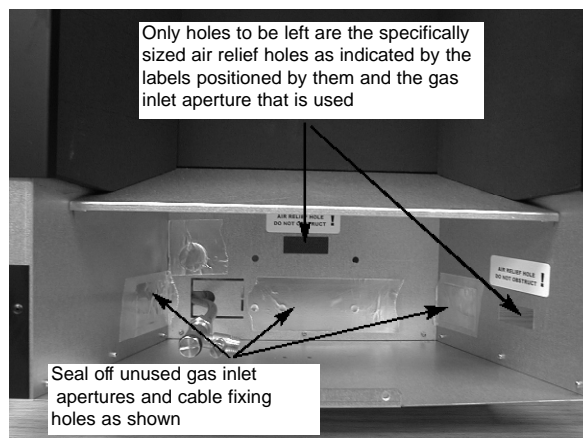 Only holes to be left are the specifically
sized air relief holes as indicated by the
labels positioned by them and the gas
inlet aperture that is used
AIR RELIEF HOLE
DO NOT OBSTRUCT !
AIR RELIEF HOLE
DO NOT OBSTRUCT !
Seal off unused gas inlet
apertures and cable fixing
holes as shown